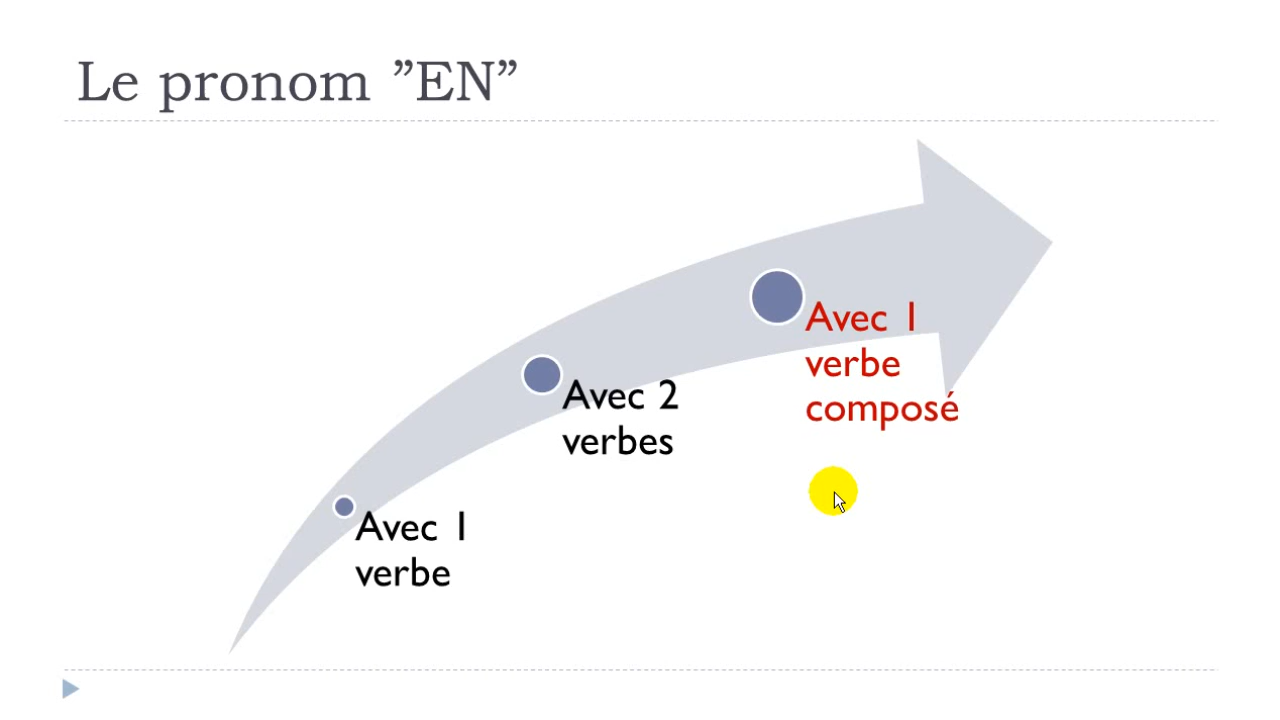 Le pronom ”EN”
Avec 1
verbe
composé
Avec 2
verbes
Avec 1
verbe